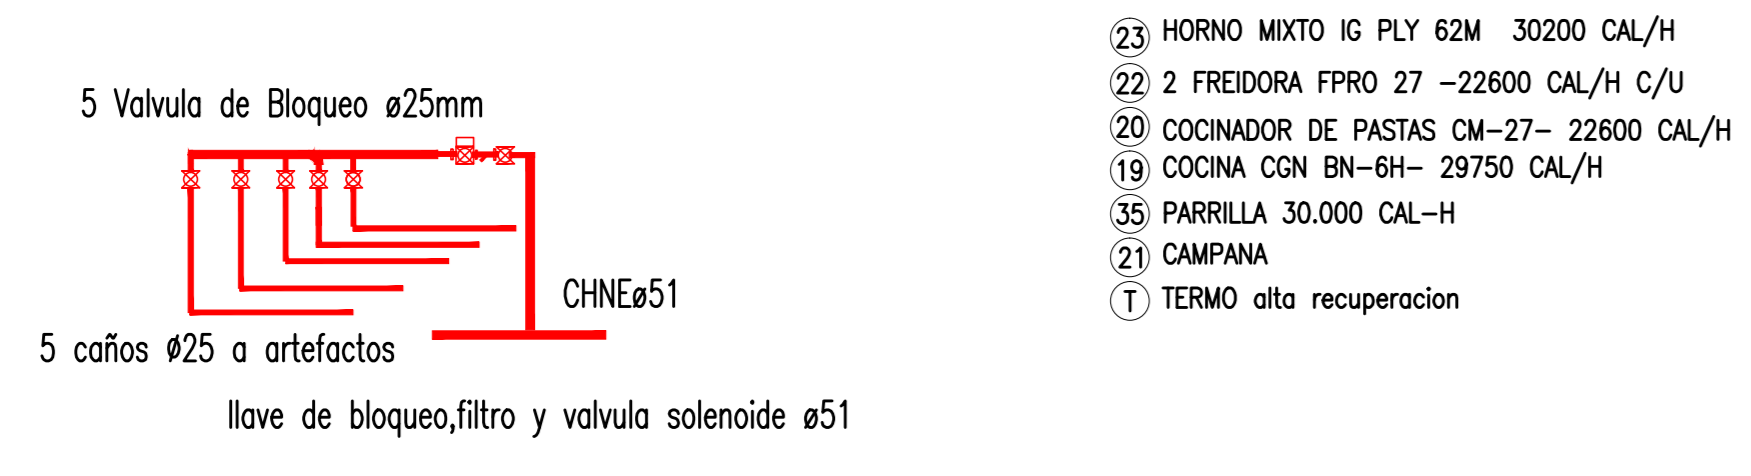 5 Valvula de Bloqueo ø25mm
CHNEø51
5 caños ø25 a artefactos
llave de bloqueo,filtro y valvula solenoide ø51
23 HORNO MIXTO IG PLY 62M 30200 CAL/H
22 2 FREIDORA FPRO 27 -22600 CAL/H C/U
20 COCINADOR DE PASTAS CM-27- 22600 CAL/H
19 COCINA CGN BN-6H- 29750 CAL/H
35 PARRILLA 30.000 CAL-H
21 CAMPANA
T TERMO alta recuperacion